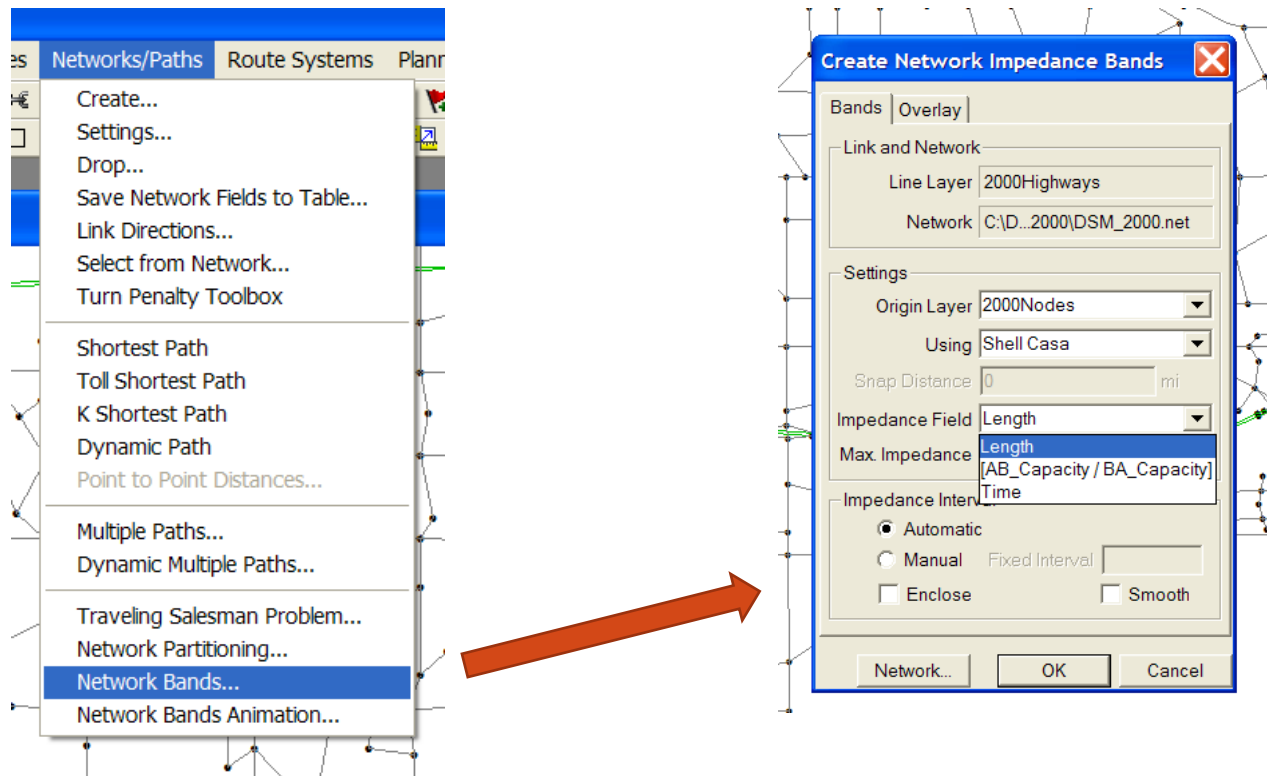 es Networks/Paths Route Systems Plann
Create...
Settings...
Drop...
Save Network Fields to Table...
Link Directions...
Select from Network...
Turn Penalty Toolbox
Shortest Path
Toll Shortest Path
K Shortest Path
Dynamic Path
Point to Point Distances...
Multiple Paths...
Dynamic Multiple Paths...
Traveling Salesman Problem...
Network Partitioning...
Network Bands...
Network Bands Animation...
Create Network Impedance Bands
Bands Overlay
Link and Network
Line Layer 2000Highways
Network C:\D...2000\DSM_2000.net
Settings
Origin Layer 2000Nodes
Using Shell Casa
Snap Distance 0 mi
Impedance Field Length
Length
Max. Impedance [AB_Capacity / BA_Capacity]
Time
Impedance Interv
Automatic
Manual Fixed Interval
Enclose Smooth
Network... OK Cancel